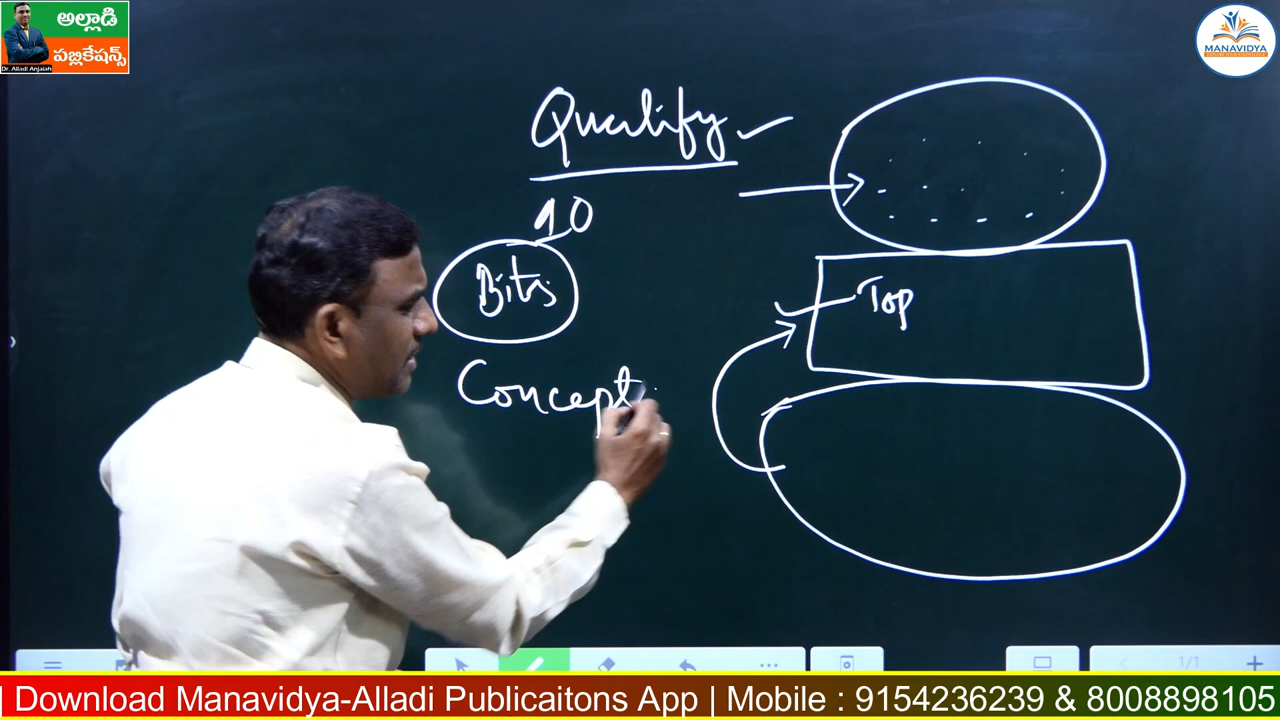 అల్లాడి
పబ్లికేషన్స్
Dr. Alladi Anjaiah
MANAVIDYA
Qualify
90
Bits
Concept
Top
1/1
Download Manavidya-Alladi Publicaitons App | Mobile : 9154236239 & 8008898105